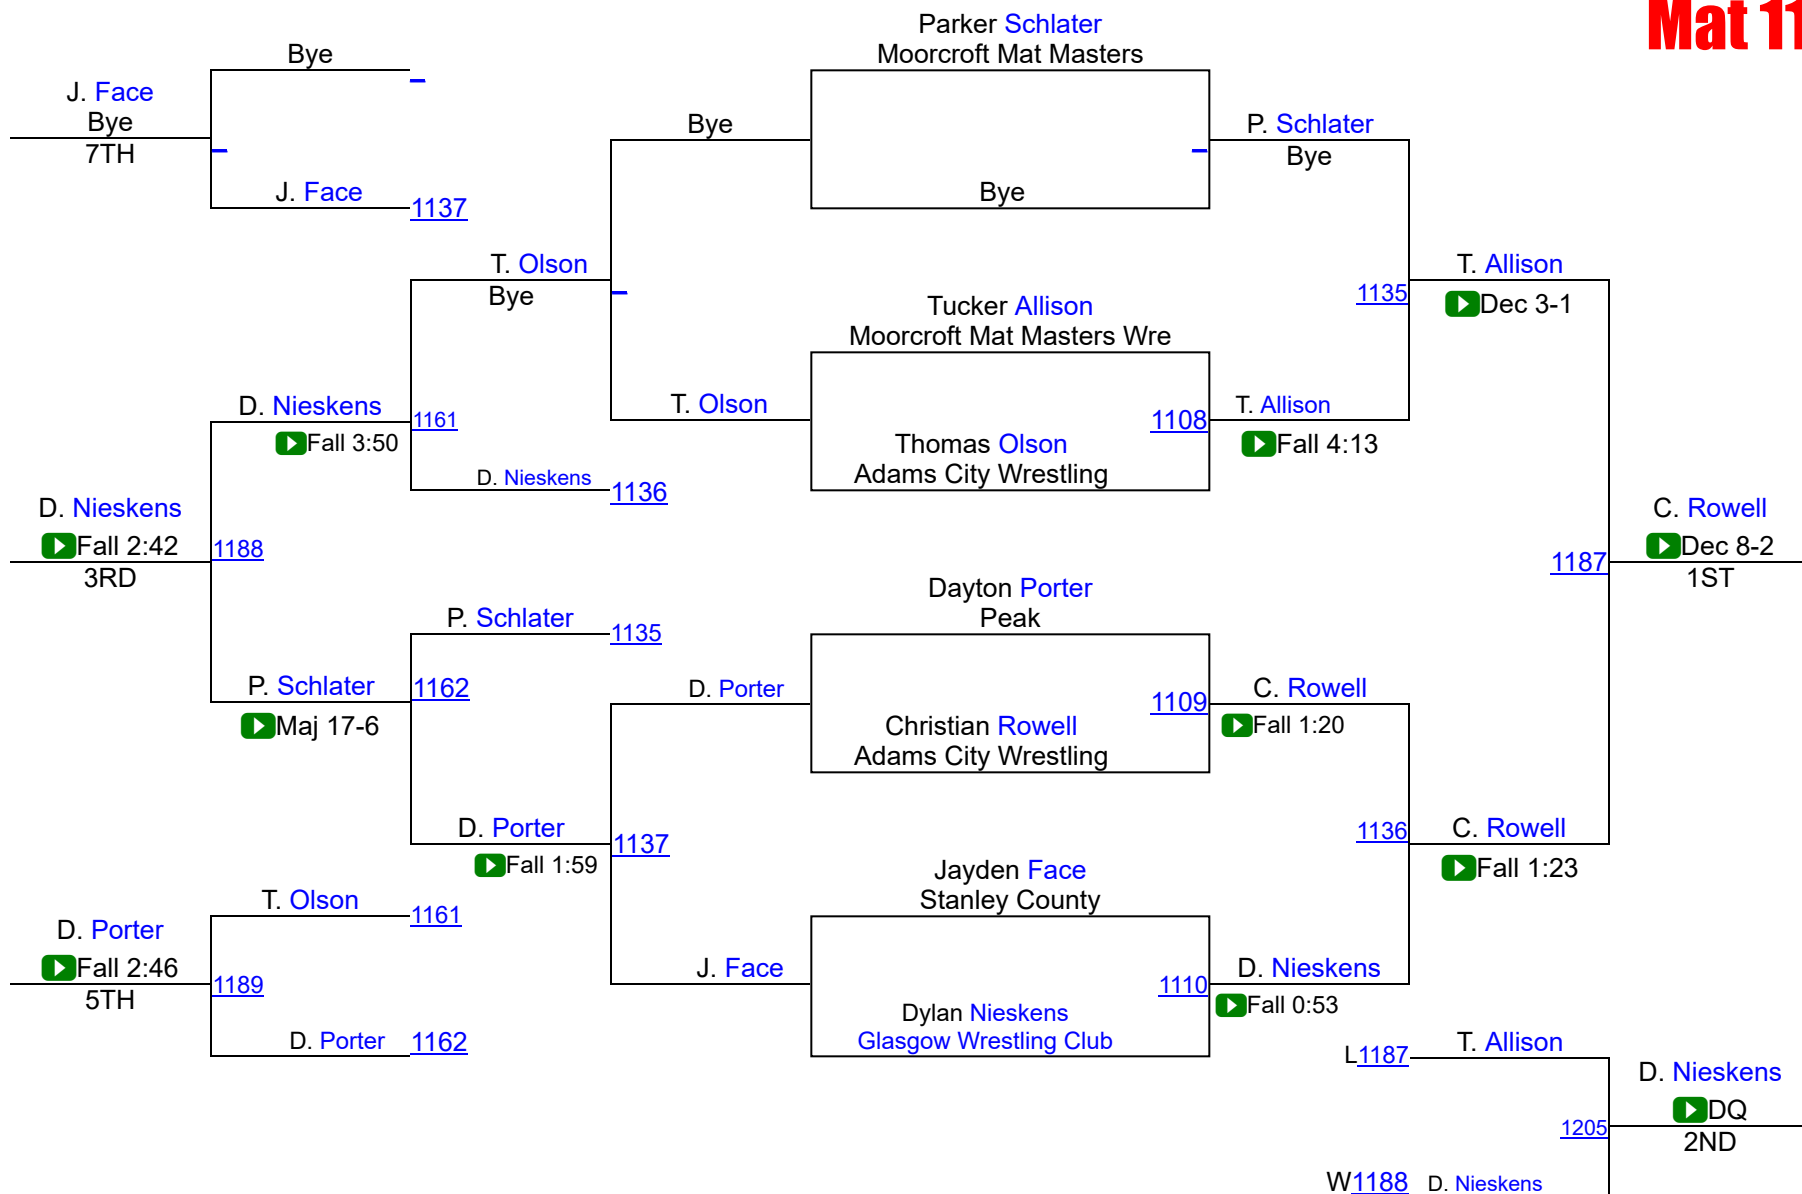 Mat 11
Parker Schlater
Moorcroft Mat Masters
Bye
J. Face
Bye
7TH
J. Face
1137
Bye
P. Schlater
Bye
Bye
T. Olson
Bye
T. Allison
Dec 3-1
1135
Tucker Allison
Moorcroft Mat Masters Wre
T. Olson
1108
T. Allison
Fall 4:13
Thomas Olson
Adams City Wrestling
D. Nieskens
Fall 3:50
1161
D. Nieskens
1136
D. Nieskens
Fall 2:42
3RD
1188
C. Rowell
Dec 8-2
1ST
1187
Dayton Porter
Peak
P. Schlater
1135
P. Schlater
Maj 17-6
1162
D. Porter
1109
C. Rowell
Fall 1:20
Christian Rowell
Adams City Wrestling
D. Porter
Fall 1:59
1137
1136
C. Rowell
Fall 1:23
Jayden Face
Stanley County
T. Olson
1161
D. Porter
Fall 2:46
5TH
1189
J. Face
1110
D. Nieskens
Fall 0:53
Dylan Nieskens
Glasgow Wrestling Club
D. Porter
1162
L1187
T. Allison
D. Nieskens
DQ
2ND
1205
W1188
D. Nieskens